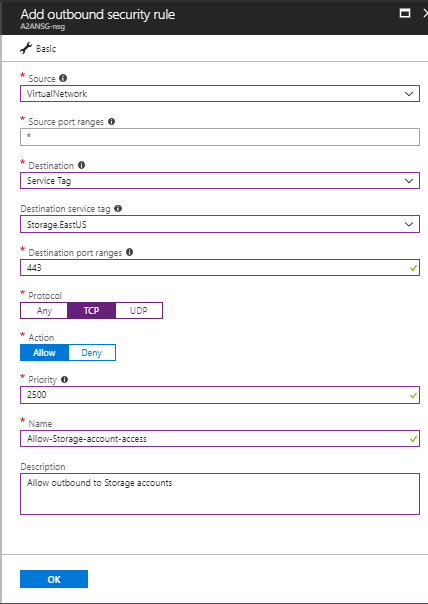 Add outbound security rule
A2ANSG-nsg
Basic
* Source
VirtualNetwork
* Source port ranges
*
* Destination
Service Tag
Destination service tag
Storage.EastUS
* Destination port ranges
443
* Protocol
Any TCP UDP
* Action
Allow Deny
* Priority
2500
* Name
Allow-Storage-account-access
Description
Allow outbound to Storage accounts
OK